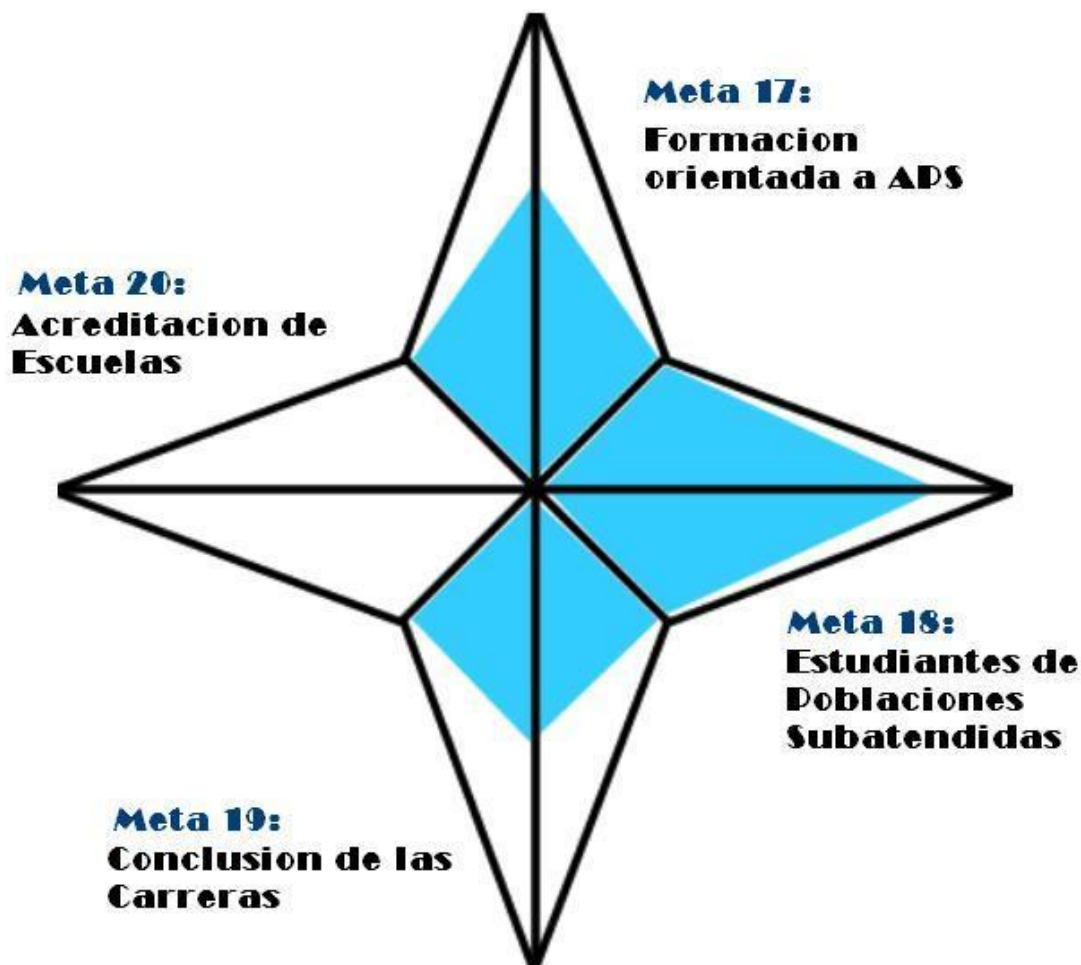 Meta 17:
Formacion
orientada a APS
Meta 20:
Acreditacion de
Escuelas
Meta 18:
Estudiantes de
Poblaciones
Subatendidas
Meta 19:
Conclusion de las
Carreras